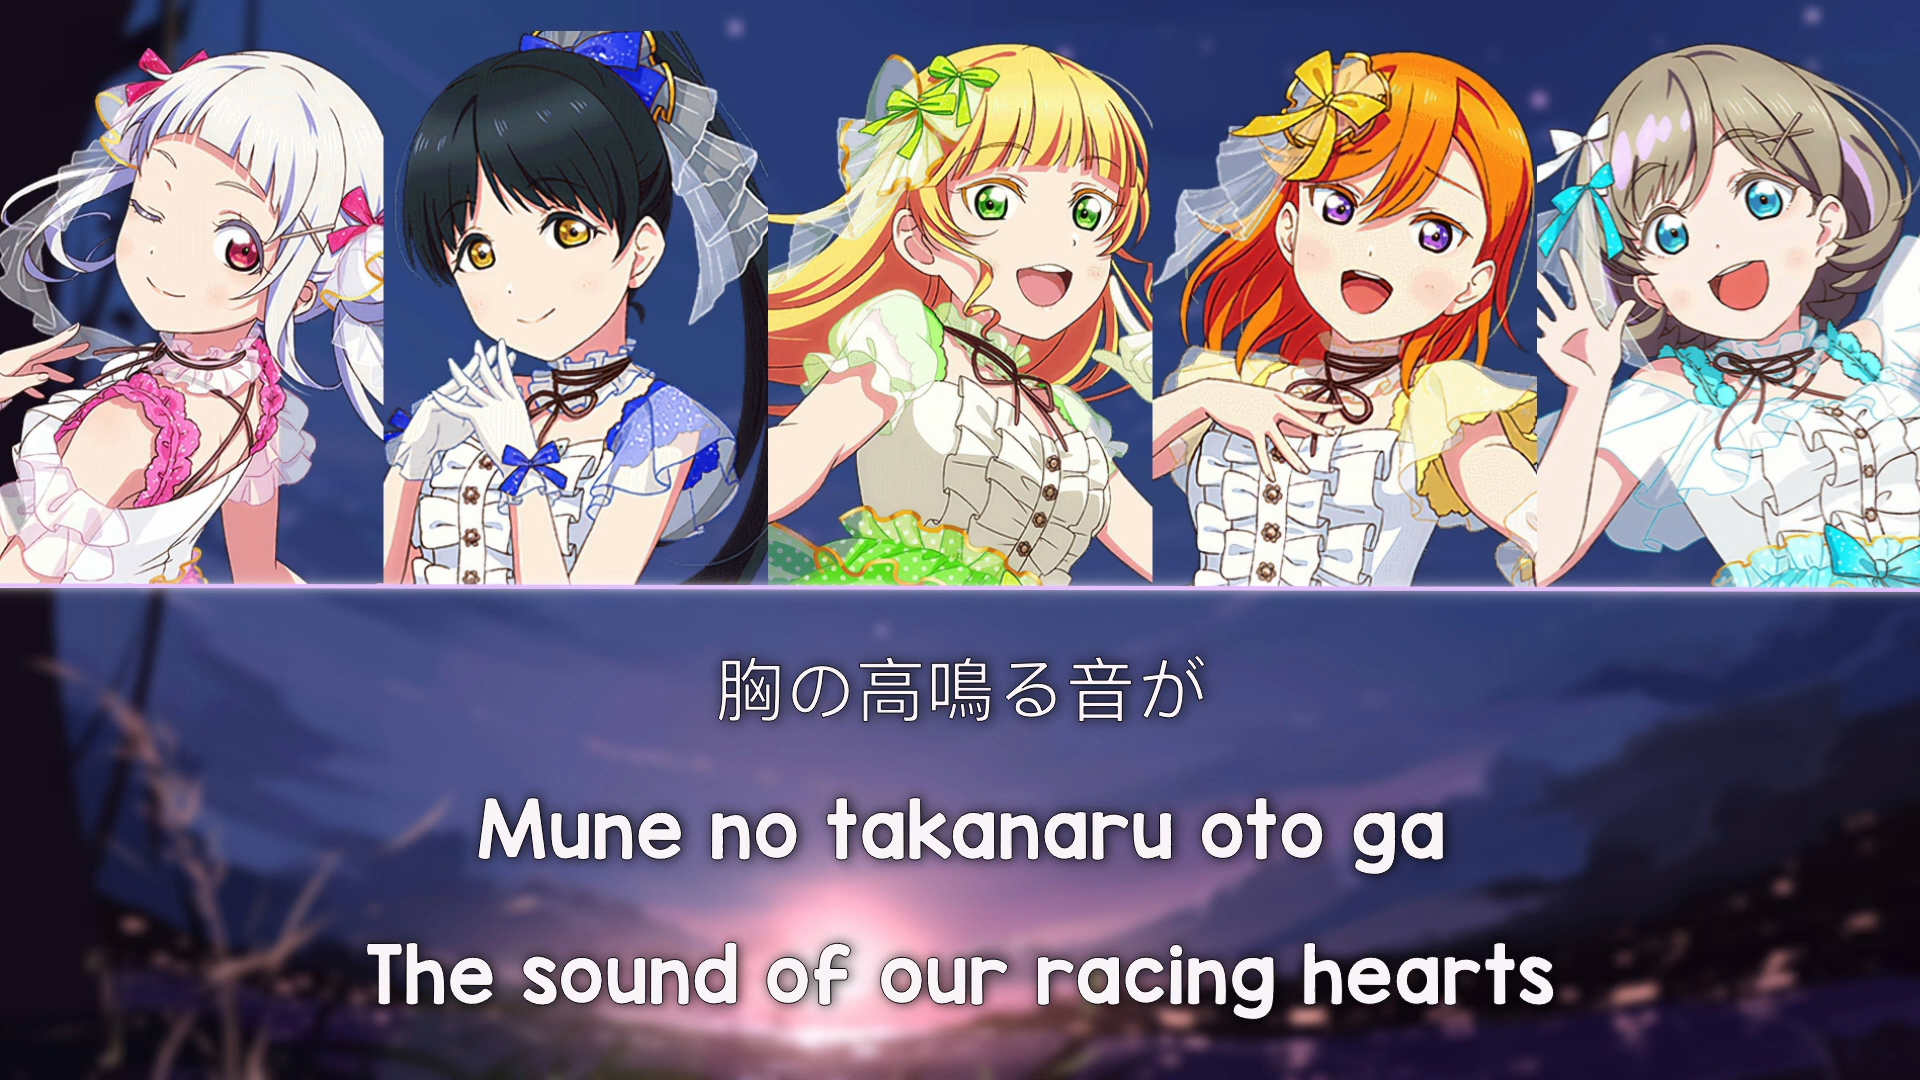 胸の高鳴る音が
Mune no takanaru oto ga
The sound of our racing hearts